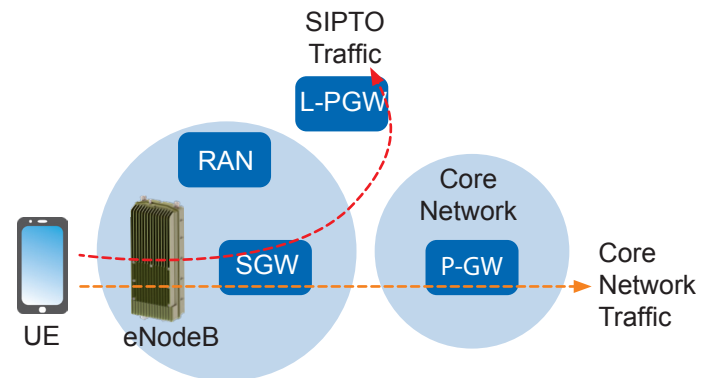 SIPTO
Traffic
L-PGW
RAN
Core
Network
SGW
P-GW
Core
Network
Traffic
UE
eNodeB